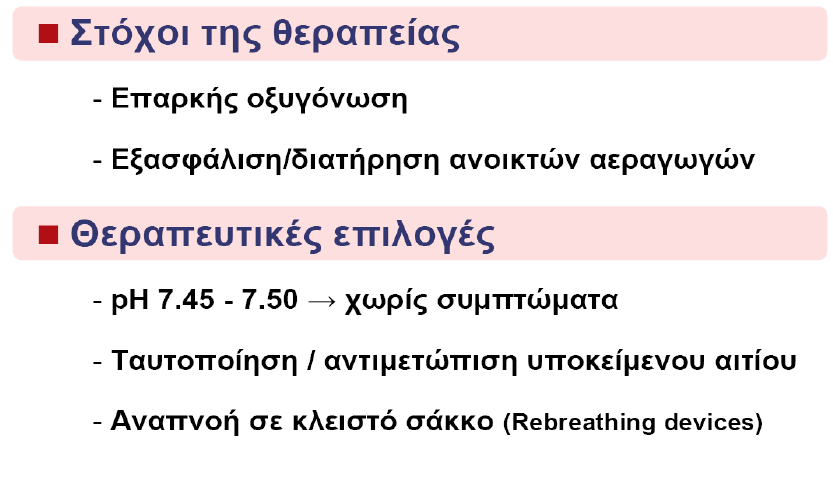 Στόχοι της θεραπείας
- Επαρκής οξυγόνωση
- Εξασφάλιση/διατήρηση ανοικτών αεραγωγών
Θεραπευτικές επιλογές
- pH 7.45 - 7.50 → χωρίς συμπτώματα
- Ταυτοποίηση / αντιμετώπιση υποκείμενου αιτίου
- Αναπνοή σε κλειστό σάκκο (Rebreathing devices)